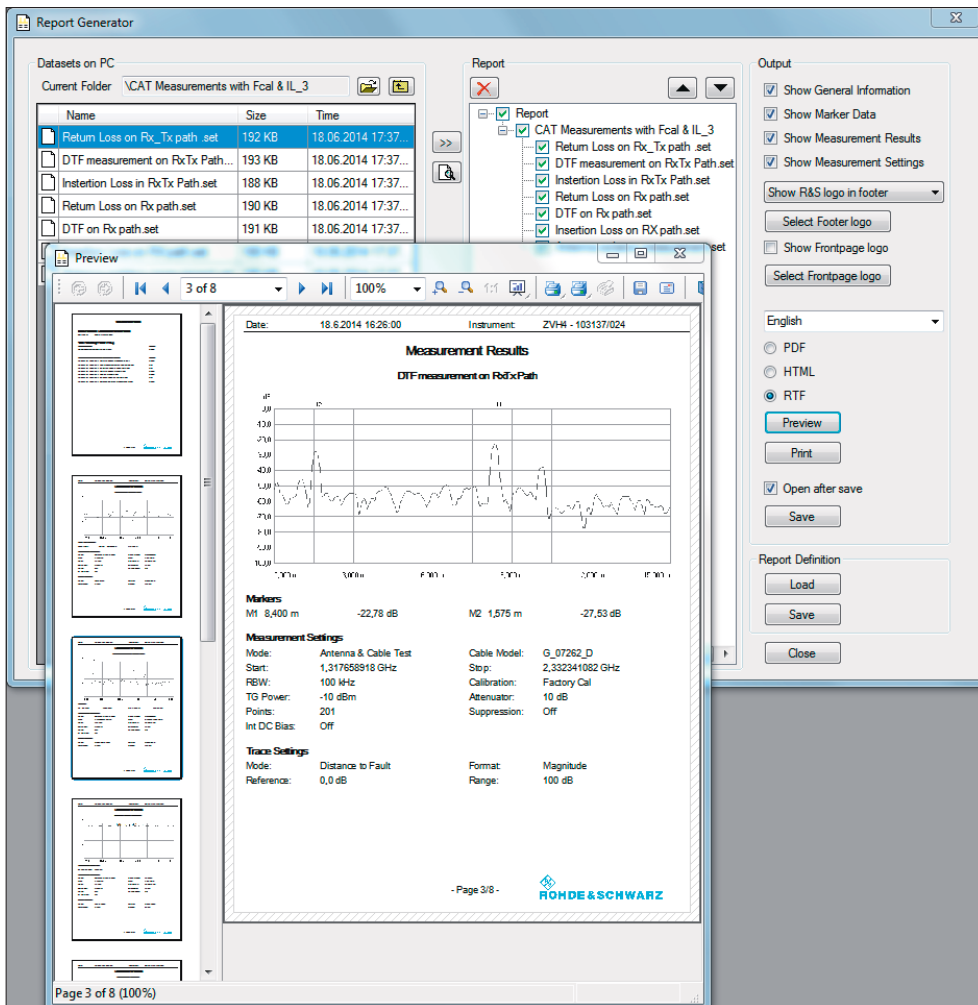 Report Generator
Datasets on PC
Current Folder \CAT Measurements with Fcal & IL_3
Name Size Time
Return Loss on Rx_Tx path .set 192 KB 18.06.2014 17:37...
DTF measurement on RxTx Path... 193 KB 18.06.2014 17:37...
Instertion Loss in RxTx Path.set 188 KB 18.06.2014 17:37...
Return Loss on Rx path.set 190 KB 18.06.2014 17:37...
DTF on Rx path.set 191 KB 18.06.2014 17:37...
>>
Report
Report
CAT Measurements with Fcal & IL_3
Return Loss on Rx_Tx path .set
DTF measurement on RxTx Path.set
Instertion Loss in RxTx Path.set
Return Loss on Rx path.set
DTF on Rx path.set
Insertion Loss on RX path.set
Output
Show General Information
Show Marker Data
Show Measurement Results
Show Measurement Settings
Show R&S logo in footer
Select Footer logo
Show Frontpage logo
Select Frontpage logo
English
PDF
HTML
RTF
Preview
Print
Open after save
Save
Report Definition
Load
Save
Close
Preview
3 of 8 100% 1:1
Date: 18.6.2014 16:26:00 Instrument: ZVH4 - 103137/024
Measurement Results
DTF measurement on RxTx Path
Markers
M1 8,400 m -22,78 dB M2 1,575 m -27,53 dB
Measurement Settings
Mode: Antenna & Cable Test Cable Model: G_07262_D
Start: 1,317658918 GHz Stop: 2,332341082 GHz
RBW: 100 kHz Calibration: Factory Cal
TG Power: -10 dBm Attenuator: 10 dB
Points: 201 Suppression: Off
Int DC Bias: Off
Trace Settings
Mode: Distance to Fault Format: Magnitude
Reference: 0,0 dB Range: 100 dB
- Page 3/8 -
ROHDE & SCHWARZ
Page 3 of 8 (100%)